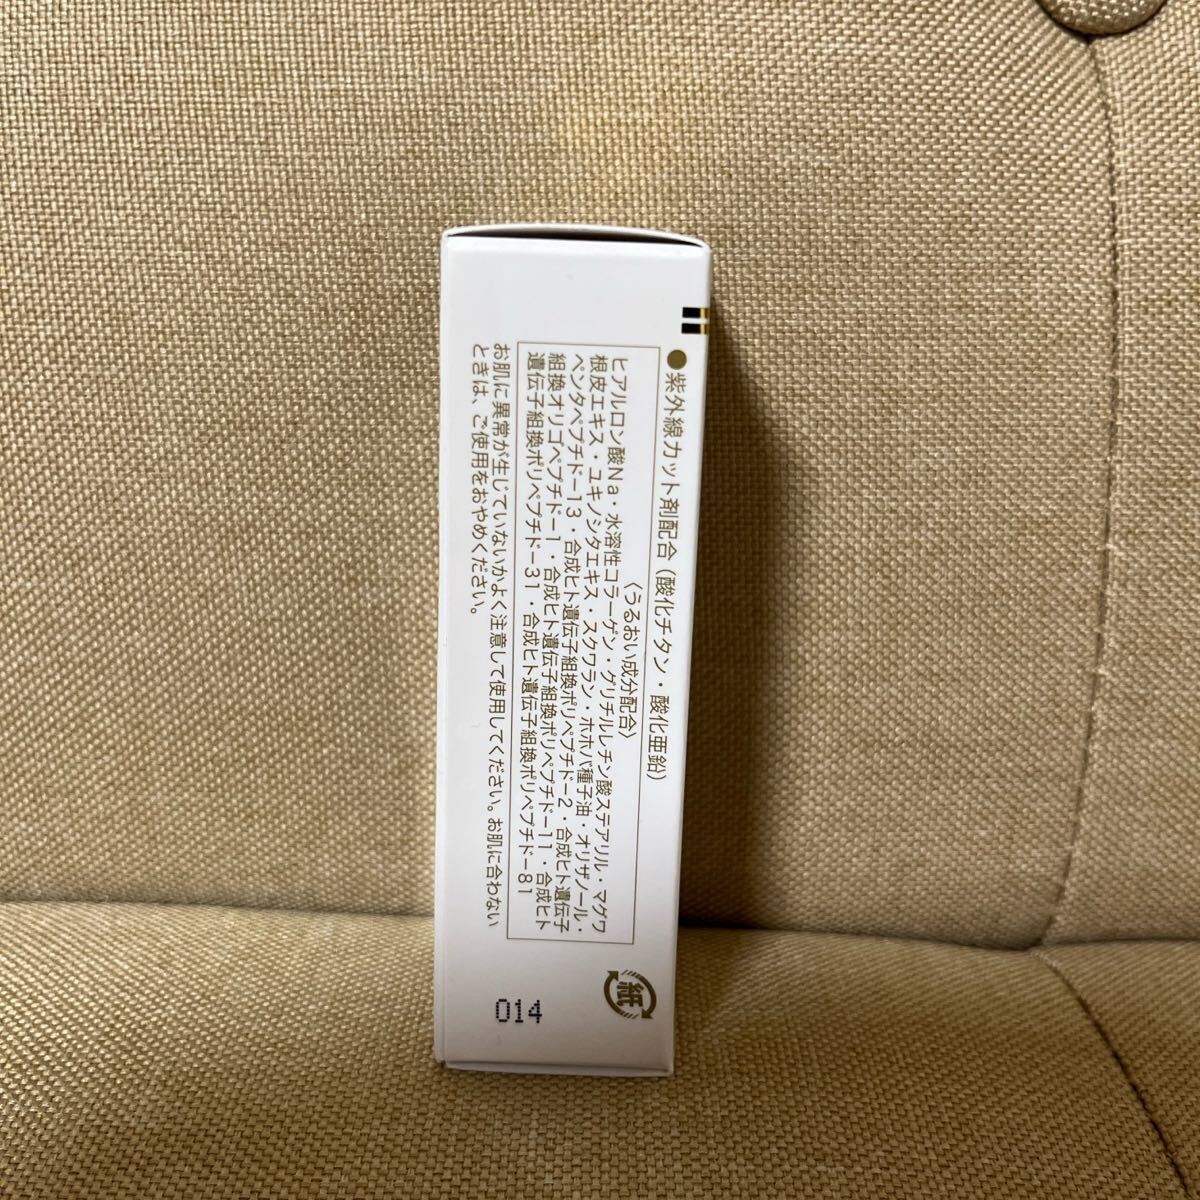 ●紫外線カット剤配合(酸化チタン・酸化亜鉛)
〈うるおい成分配合〉
ヒアルロン酸Na・水溶性コラーゲン・グリチルレチン酸ステアリル・マグワ
根皮エキス・ユキノシタエキス・スクワラン・ホホバ種子油・オリザノール・
ペンタペプチド-13・合成ヒト遺伝子組換ポリペプチド-2・合成ヒト遺伝子
組換オリゴペプチド-1・合成ヒト遺伝子組換ポリペプチド-11・合成ヒト
遺伝子組換ポリペプチド-31・合成ヒト遺伝子組換ポリペプチド-81
お肌に異常が生じていないかよく注意して使用してください。お肌に合わない
ときは、ご使用をおやめください。
紙
014